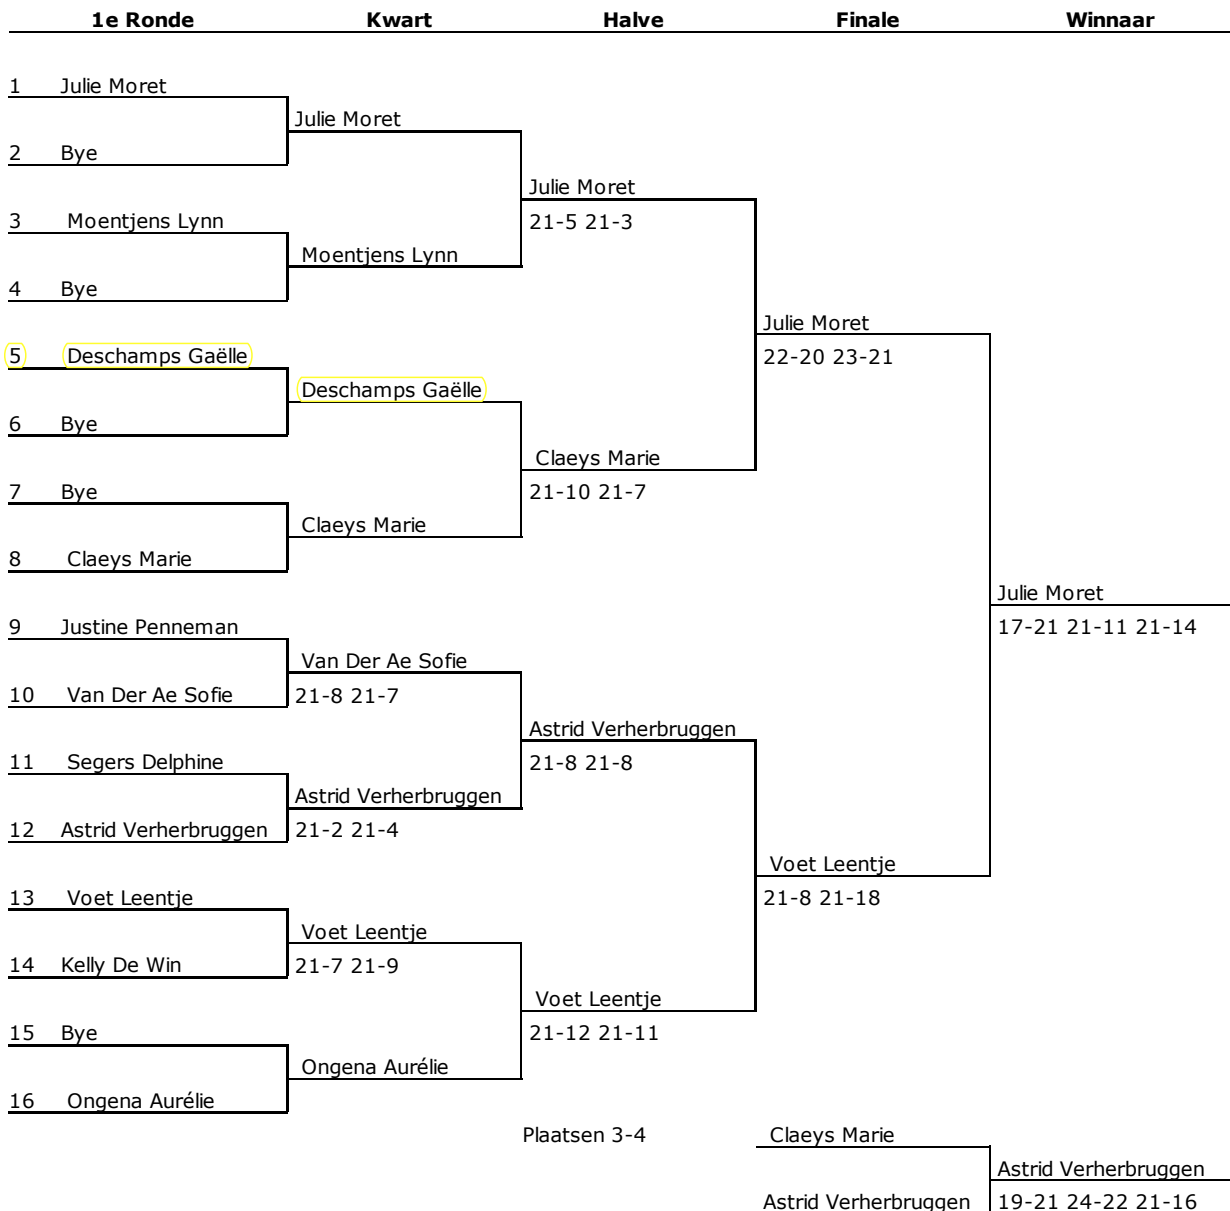 1e Ronde Kwart Halve Finale Winnaar
1 Julie Moret
Julie Moret
2 Bye
Julie Moret
3 Moentjens Lynn 21-5 21-3
Moentjens Lynn
4 Bye
Julie Moret
5 Deschamps Gaëlle 22-20 23-21
Deschamps Gaëlle
6 Bye
Claeys Marie
7 Bye 21-10 21-7
Claeys Marie
8 Claeys Marie
Julie Moret
9 Justine Penneman 17-21 21-11 21-14
Van Der Ae Sofie
10 Van Der Ae Sofie 21-8 21-7
Astrid Verherbruggen
11 Segers Delphine 21-8 21-8
Astrid Verherbruggen
12 Astrid Verherbruggen 21-2 21-4
Voet Leentje
13 Voet Leentje 21-8 21-18
Voet Leentje
14 Kelly De Win 21-7 21-9
Voet Leentje
15 Bye 21-12 21-11
Ongena Aurélie
16 Ongena Aurélie
Plaatsen 3-4 Claeys Marie
Astrid Verherbruggen
Astrid Verherbruggen 19-21 24-22 21-16